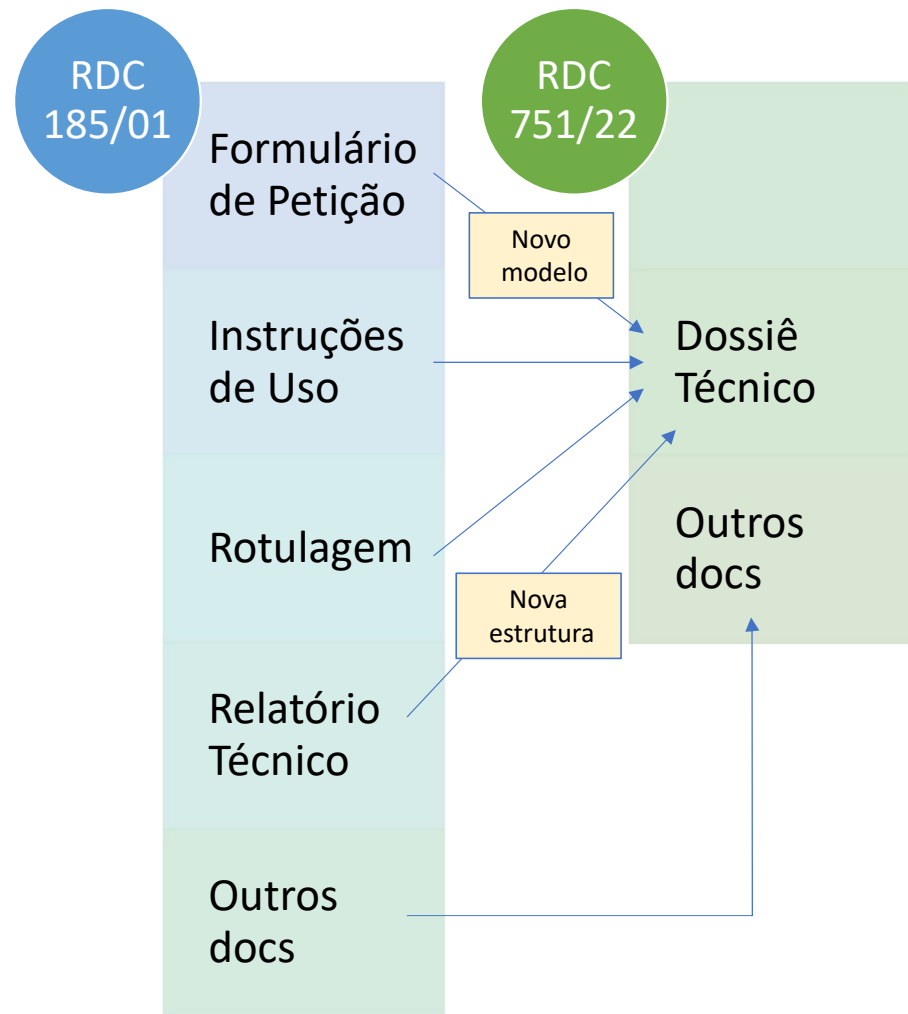 RDC
185/01
RDC
751/22
Formulário
de Petição
Novo
modelo
Instruções
de Uso
Dossiê
Técnico
Rotulagem
Outros
docs
Nova
estrutura
Relatório
Técnico
Outros
docs